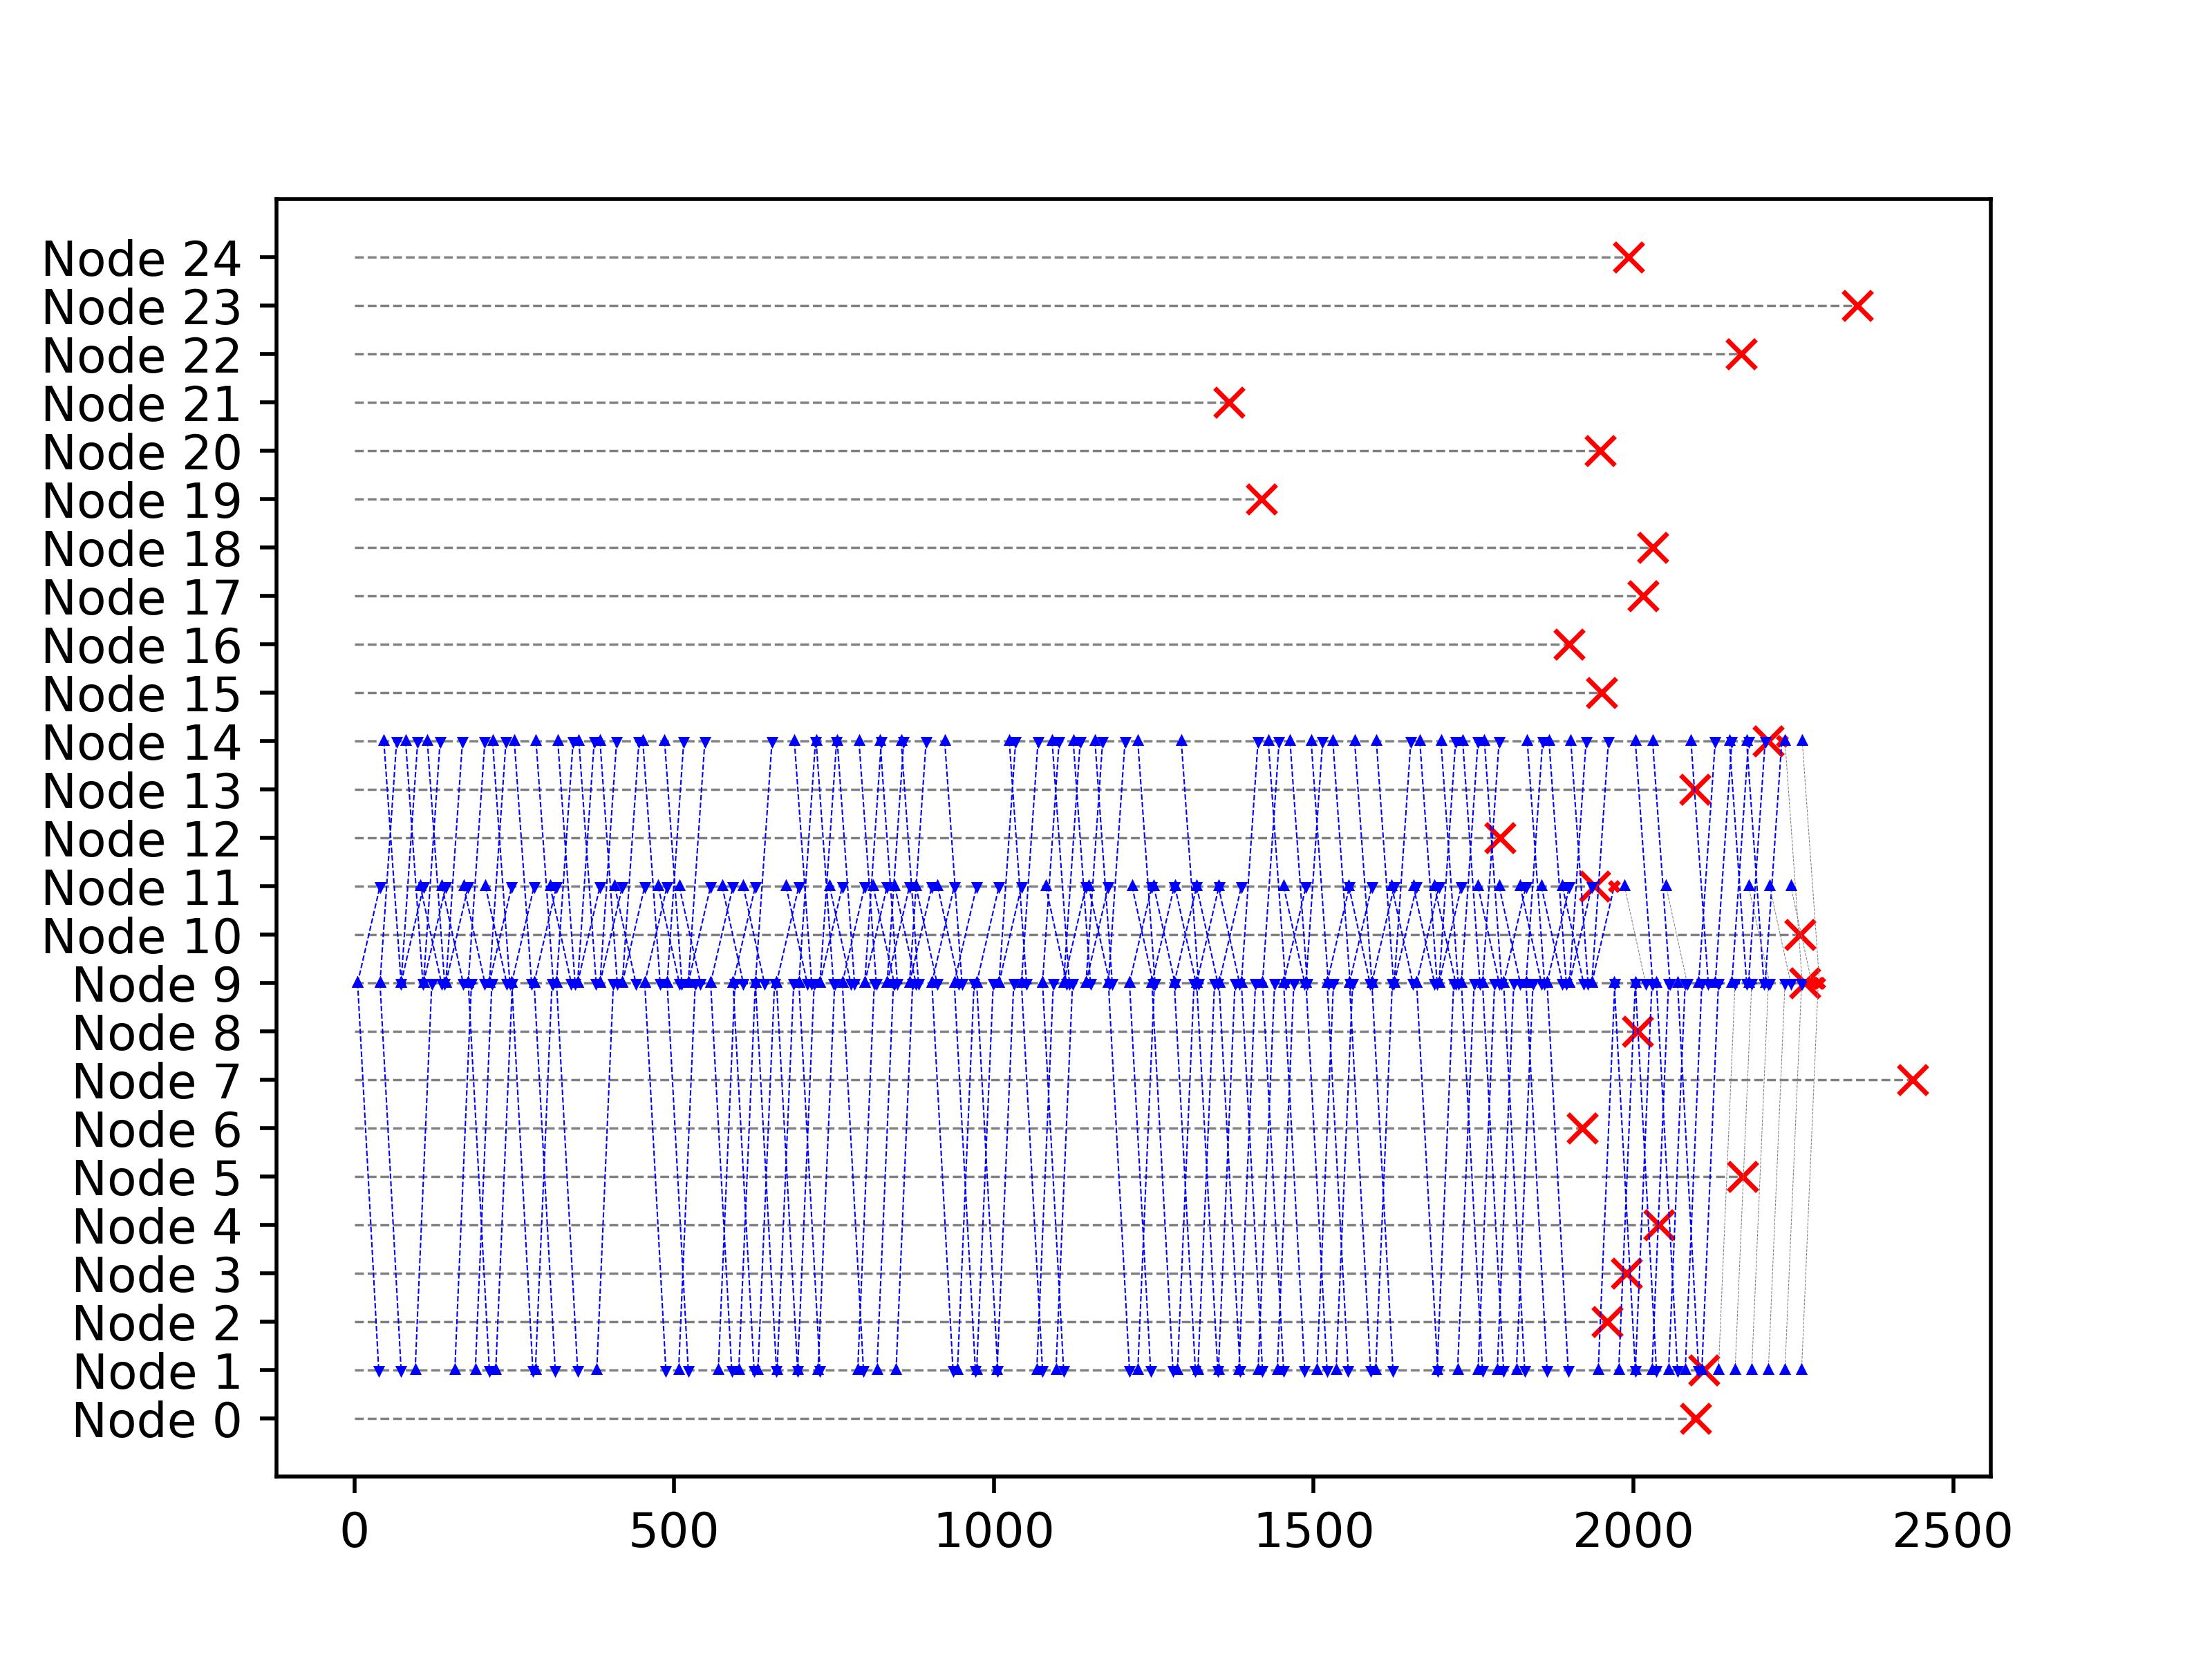 Node 24
Node 23
Node 22
Node 21
Node 20
Node 19
Node 18
Node 17
Node 16
Node 15
Node 14
Node 13
Node 12
Node 11
Node 10
Node 9
Node 8
Node 7
Node 6
Node 5
Node 4
Node 3
Node 2
Node 1
Node 0
0 500 1000 1500 2000 2500